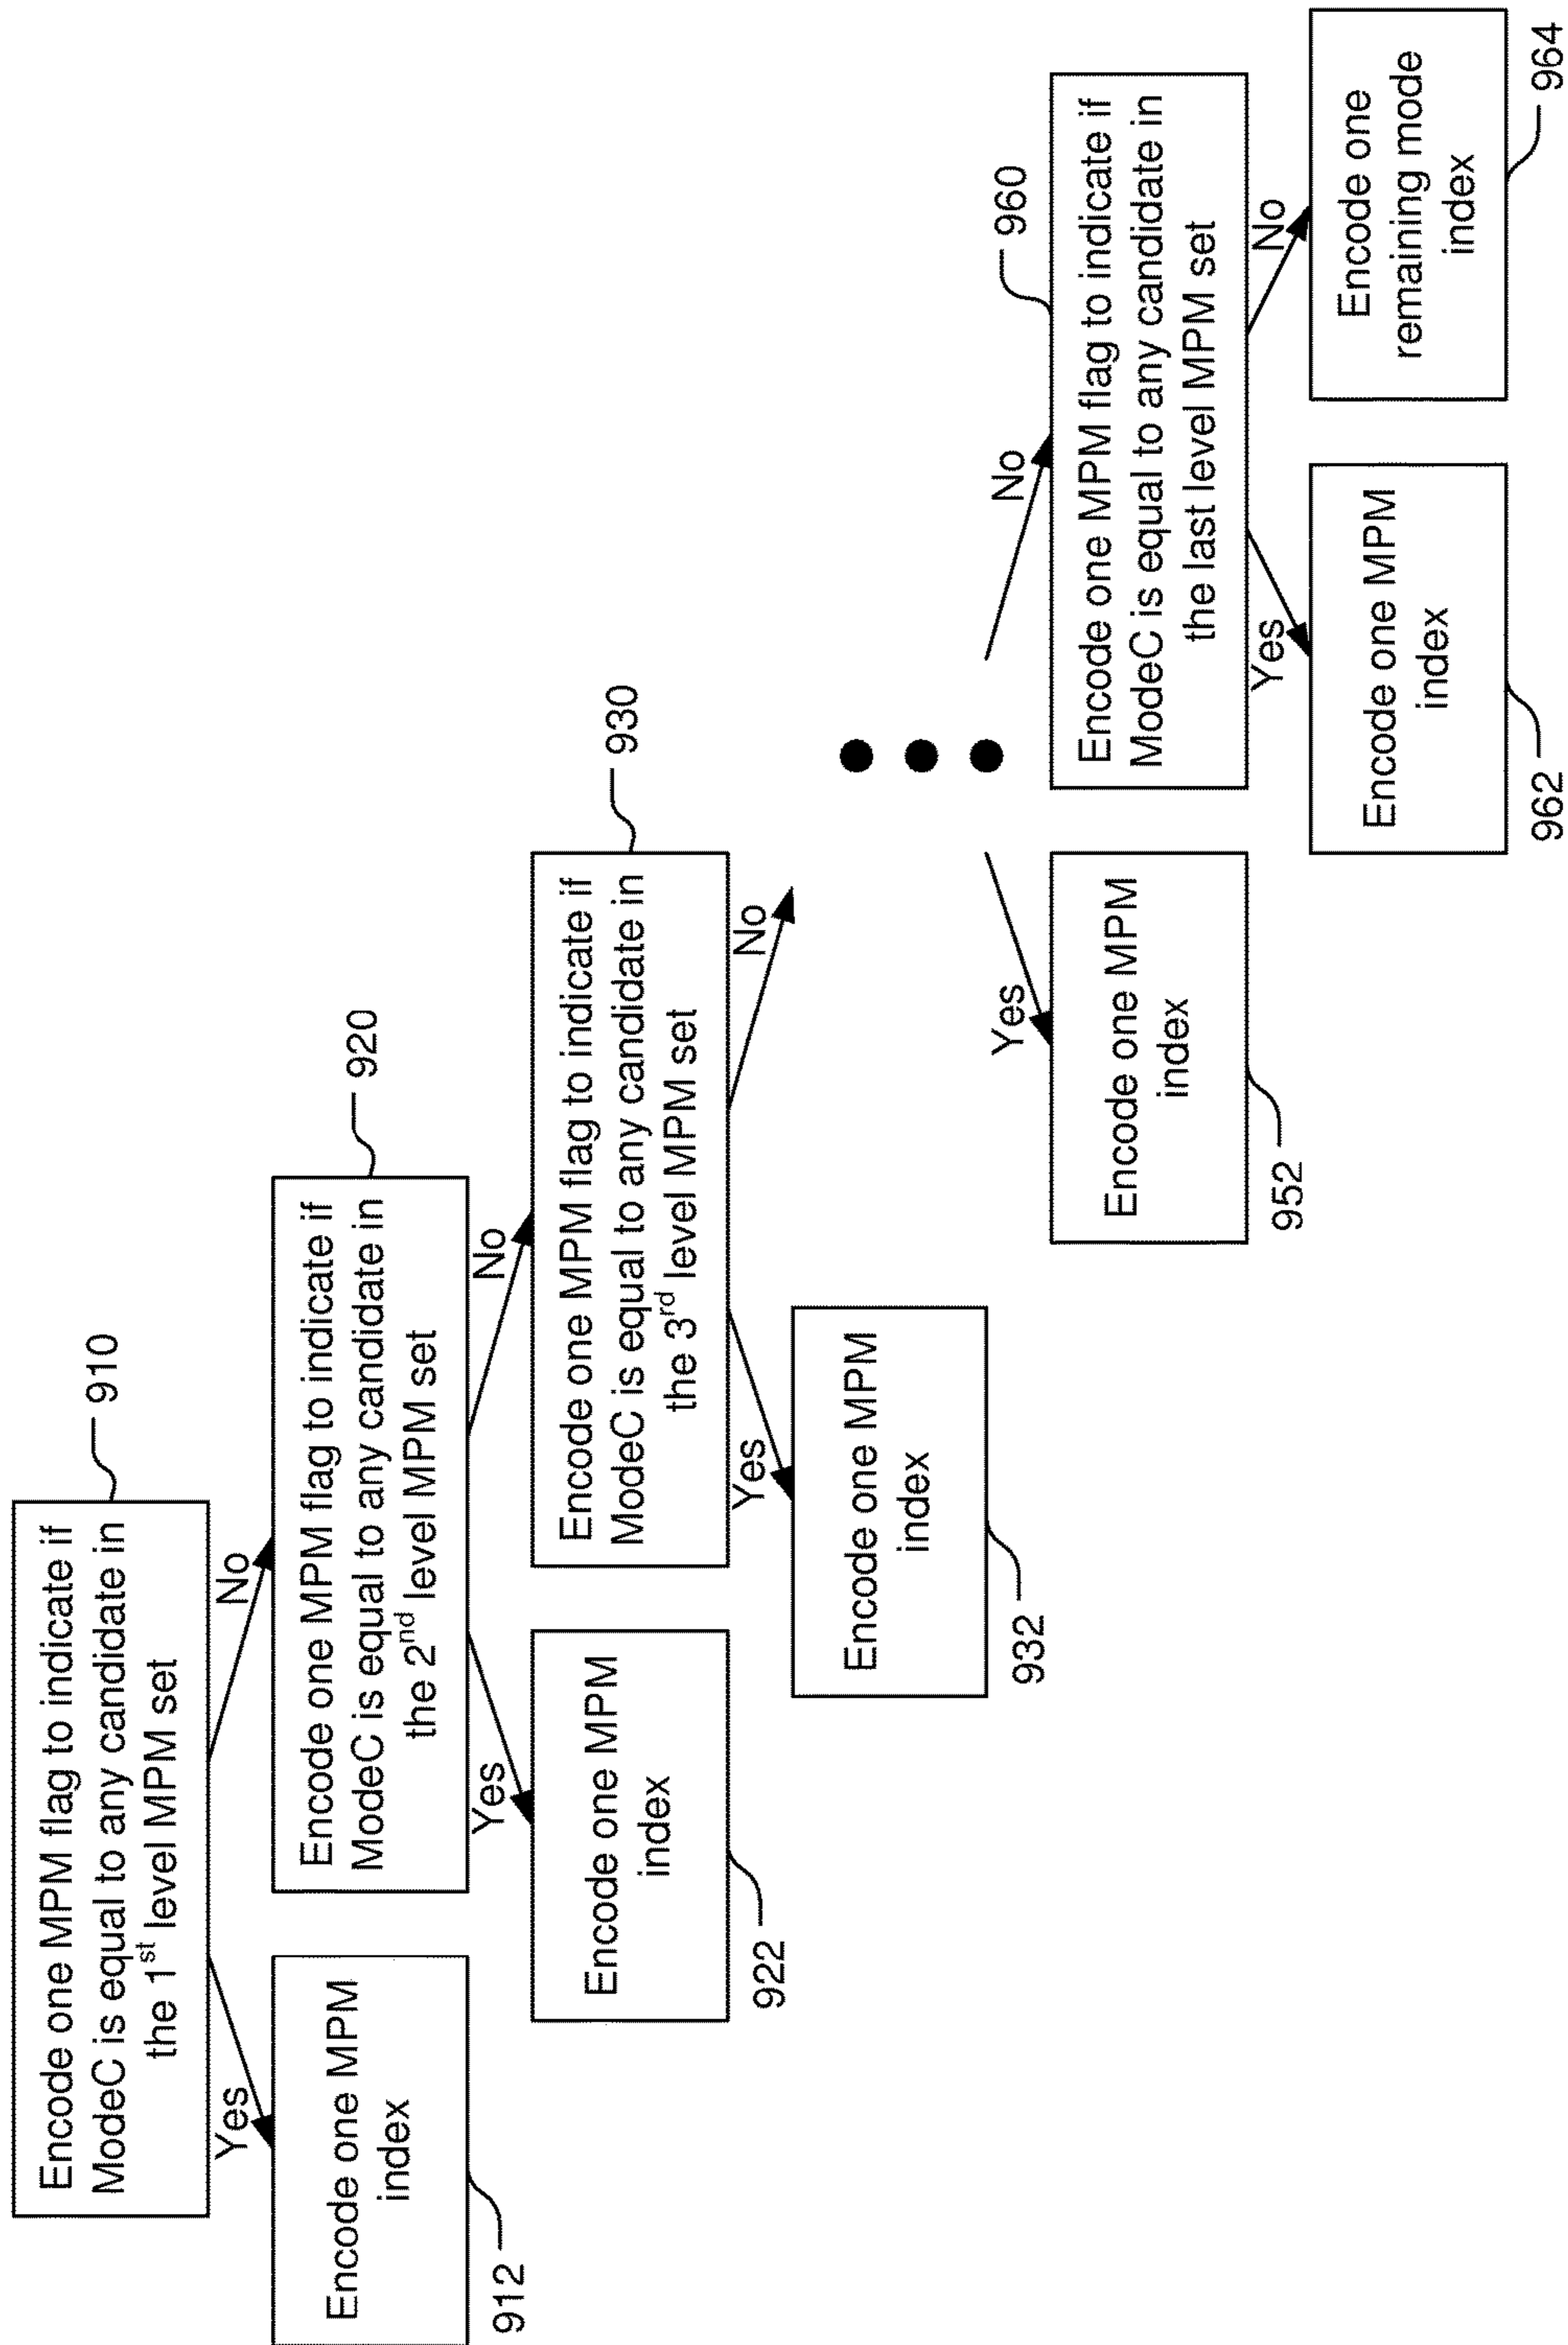 Encode one MPM flag to indicate if
ModeC is equal to any candidate in
the 1st level MPM set
910
Yes
No
Encode one MPM
index
912
Encode one MPM flag to indicate if
ModeC is equal to any candidate in
the 2nd level MPM set
920
Yes
No
Encode one MPM
index
922
Encode one MPM flag to indicate if
ModeC is equal to any candidate in
the 3rd level MPM set
930
Yes
No
Encode one MPM
index
932
Yes
No
Encode one MPM
index
952
Encode one MPM flag to indicate if
ModeC is equal to any candidate in
the last level MPM set
960
Yes
No
Encode one MPM
index
962
Encode one
remaining mode
index
964